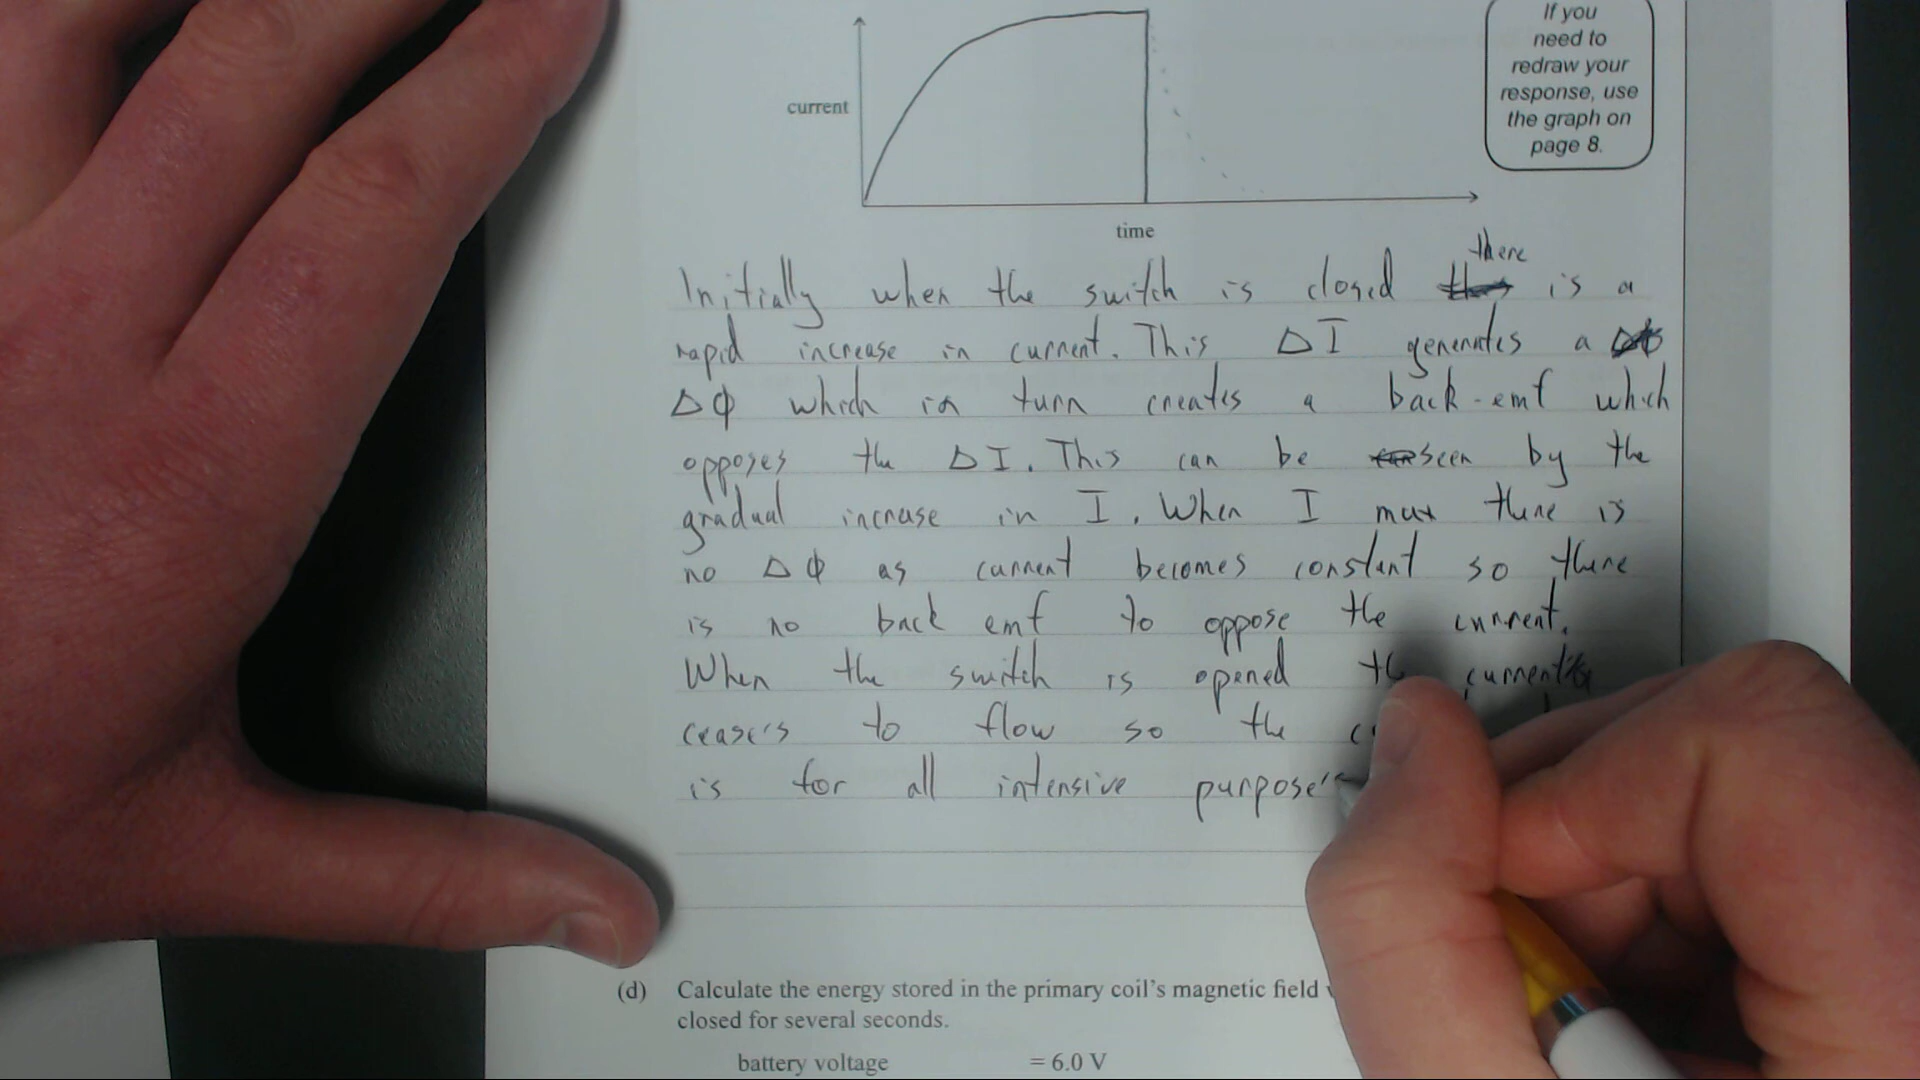 If you
need to
redraw your
response, use
the graph on
page 8.
current
time
there
Initially when the switch is closed is a
rapid increase in current. This ΔI generates a
Δϕ which in turn creates a back-emf which
opposes the ΔI. This can be seen by the
gradual increase in I. When I max there is
no Δϕ as current becomes constant so there
is no back emf to oppose the current.
When the switch is opened the current
ceases to flow so the
is for all intensive purposes
(d) Calculate the energy stored in the primary coil's magnetic field
closed for several seconds.
battery voltage = 6.0 V